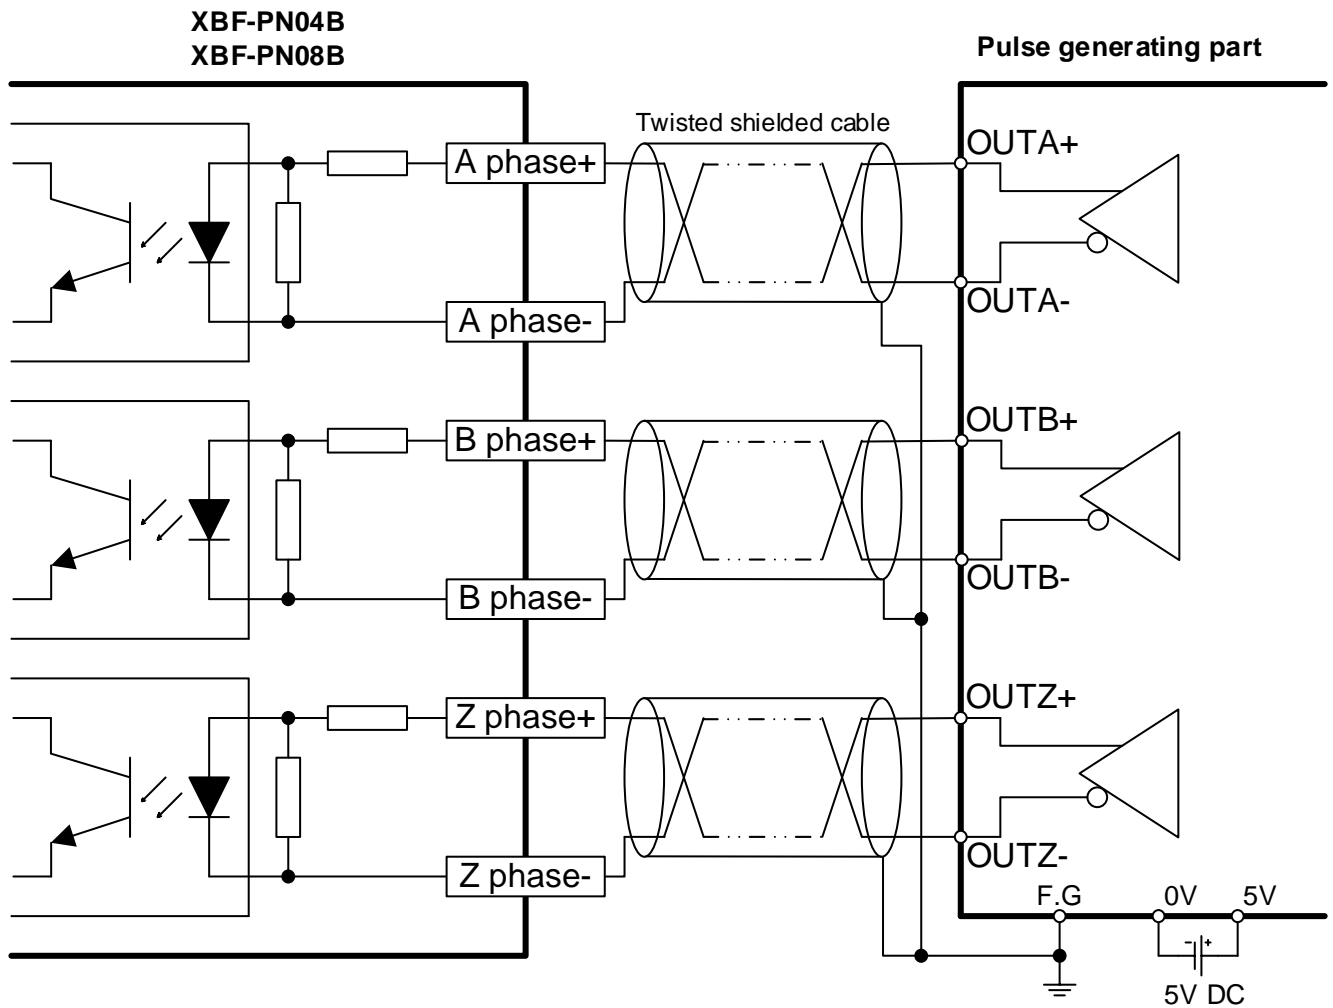 XBF-PN04B
XBF-PN08B
Pulse generating part
Twisted shielded cable
A phase+
OUTA+
A phase-
OUTA-
B phase+
OUTB+
B phase-
OUTB-
Z phase+
OUTZ+
Z phase-
OUTZ-
F.G
0V
5V
- +
5V DC